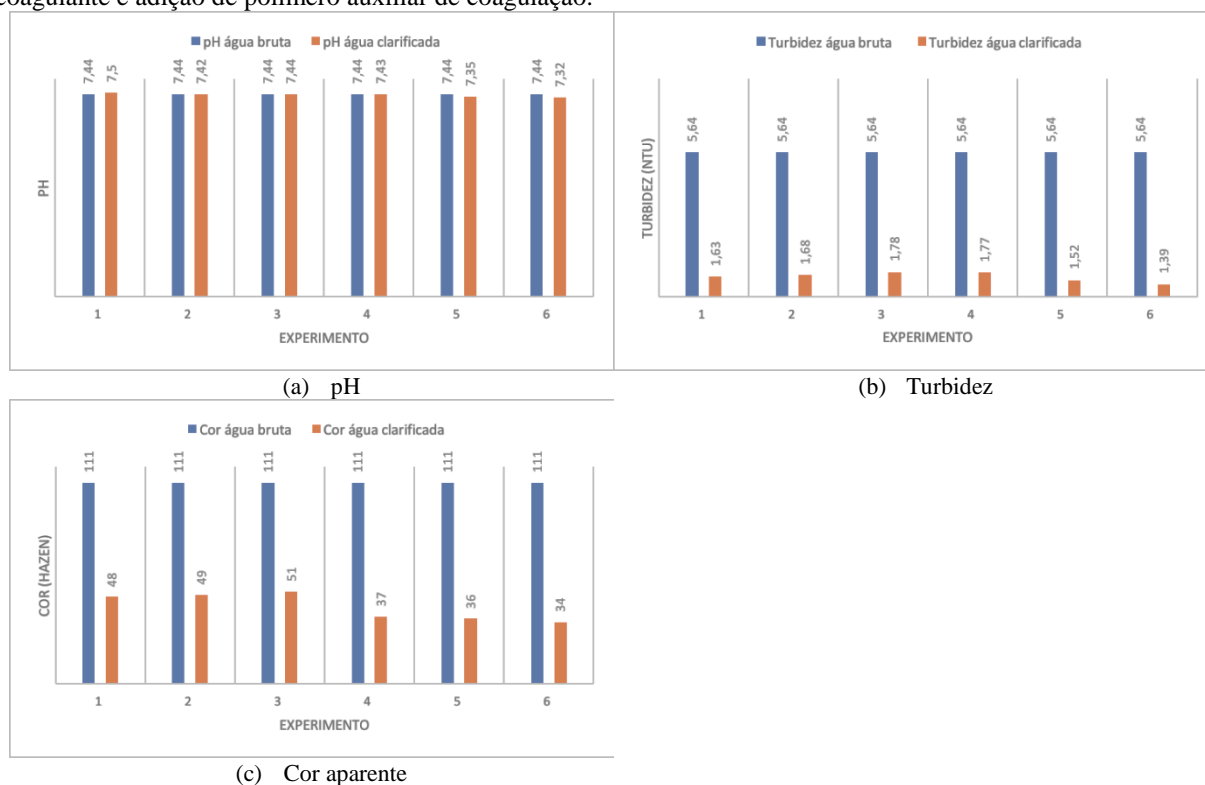 coagulante e adição de polímero auxiliar de coagulação.
pH água bruta pH água clarificada
7,44 7,5 7,44 7,42 7,44 7,44 7,44 7,43 7,44 7,35 7,44 7,32
PH
1 2 3 4 5 6
EXPERIMENTO
(a) pH
Turbidez água bruta Turbidez água clarificada
5,64 1,63 5,64 1,68 5,64 1,78 5,64 1,77 5,64 1,52 5,64 1,39
TURBIDEZ (NTU)
1 2 3 4 5 6
EXPERIMENTO
(b) Turbidez
Cor água bruta Cor água clarificada
111 48 111 49 111 51 111 37 111 36 111 34
COR (HAZEN)
1 2 3 4 5 6
EXPERIMENTO
(c) Cor aparente